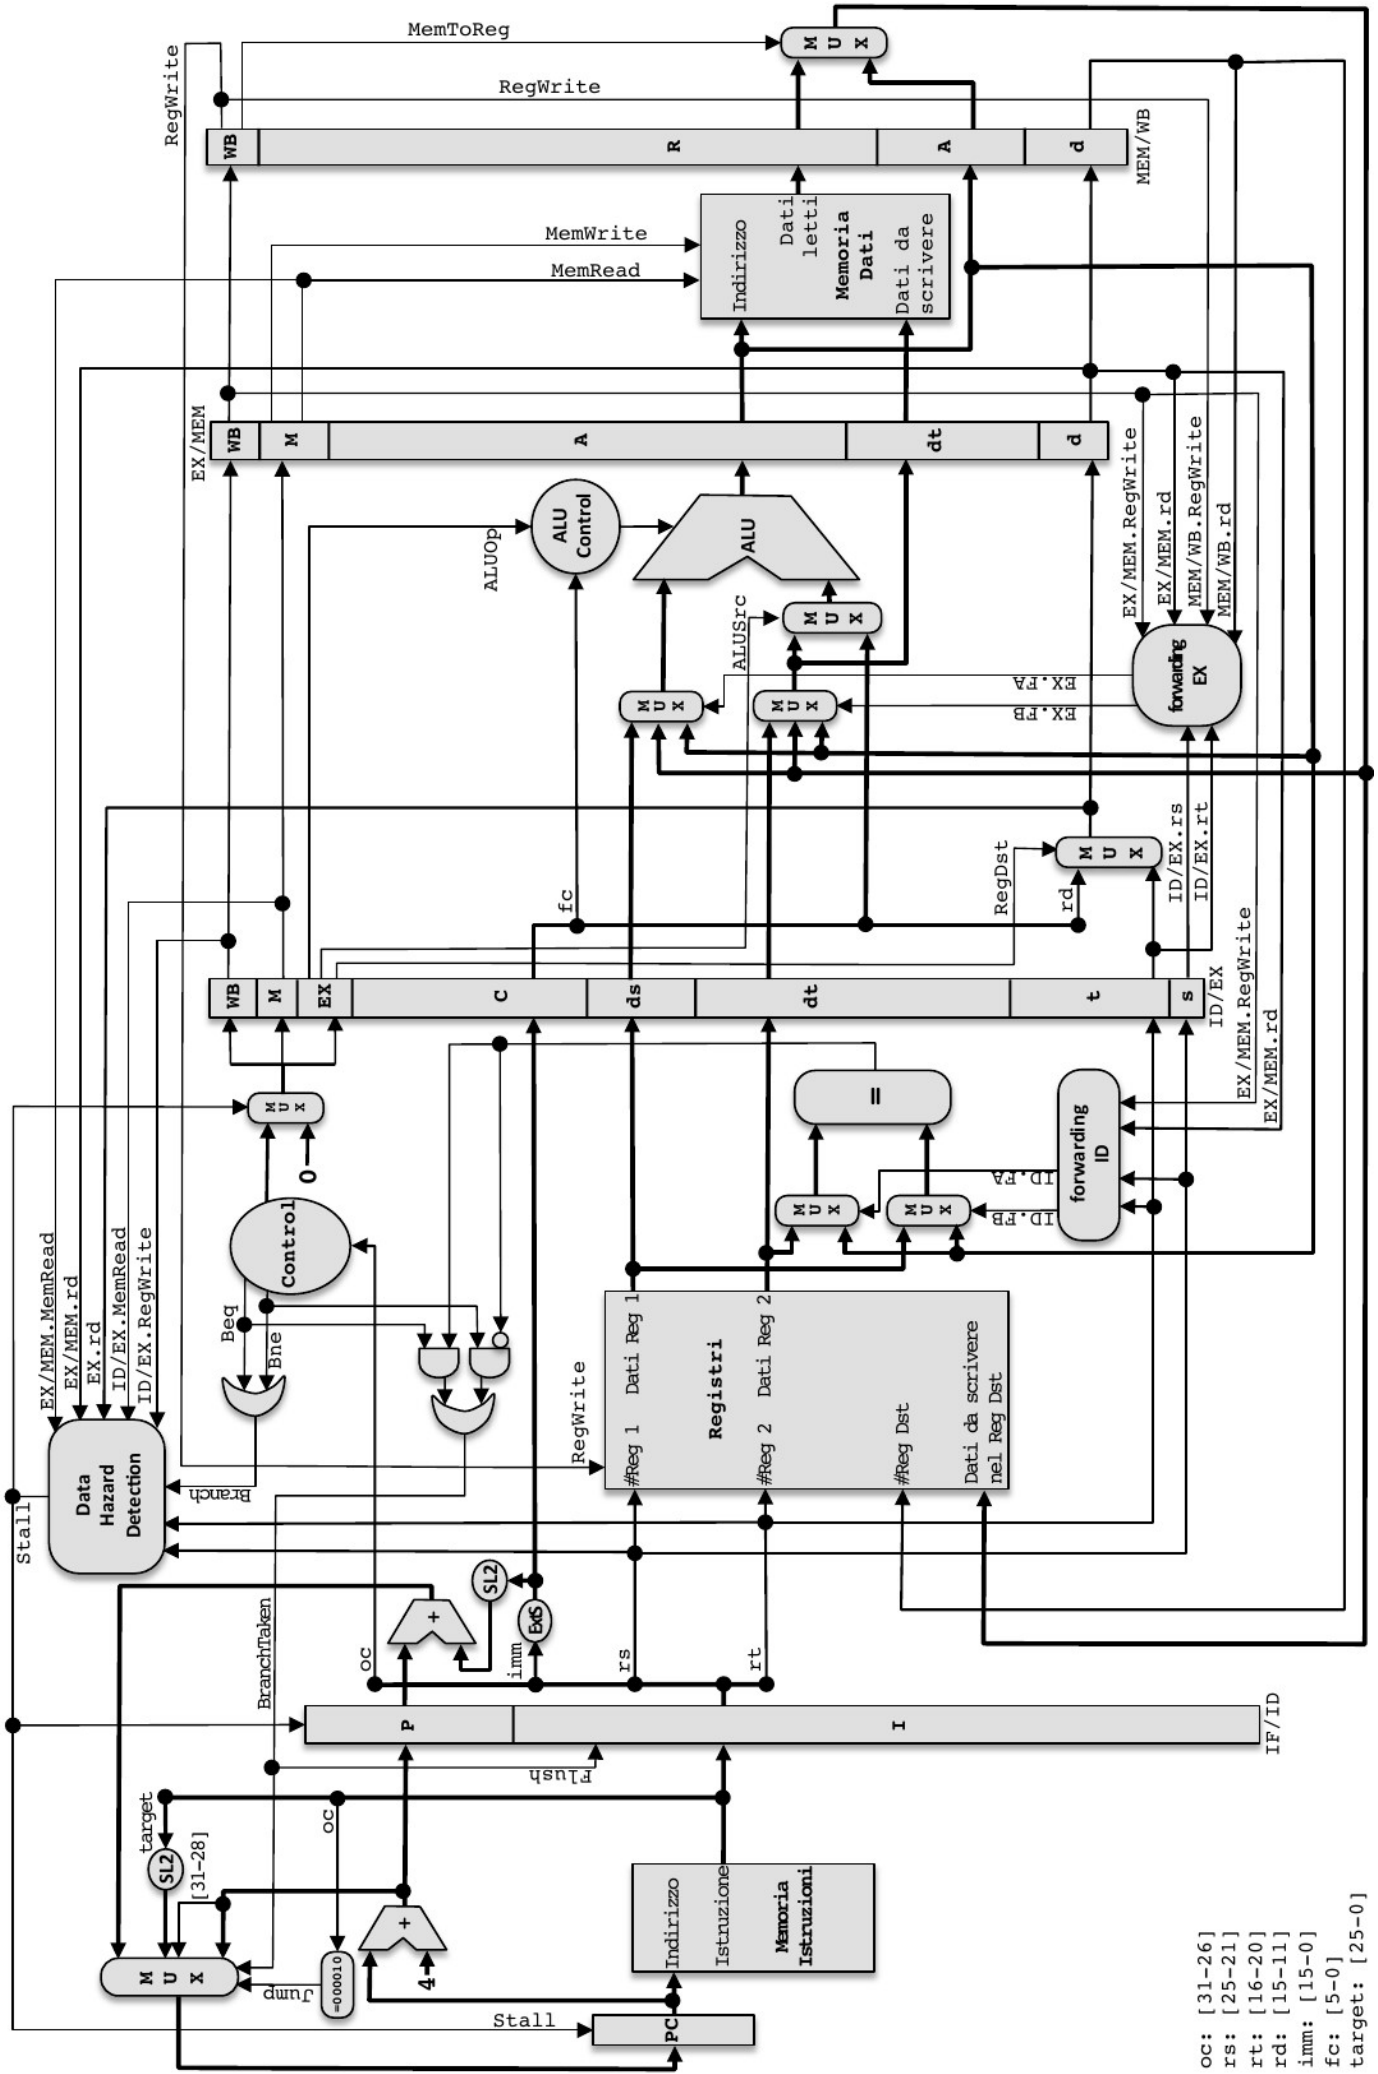 Stall
EX/MEM.MemRead
EX/MEM.rd
EX.rd
ID/EX.MemRead
ID/EX.RegWrite
Data
Hazard
Detection
Branch
Beq
Bne
Control
0
M
U
X
RegWrite
MemToReg
RegWrite
M
U
X
BranchTaken
target
SL2
[31-28]
M
U
X
Jump
=000010
oc
+
4
Stall
PC
Indirizzo
Istruzione
Memoria
Istruzioni
Flush
P
I
IF/ID
oc
+
SL2
imm
ExtS
rs
rt
RegWrite
#Reg 1
Dati Reg 1
Registri
#Reg 2
Dati Reg 2
#Reg Dst
Dati da scrivere
nel Reg Dst
M
U
X
M
U
X
=
ID.FA
ID.FB
forwarding
ID
EX/MEM.RegWrite
EX/MEM.rd
WB
M
EX
C
ds
dt
t
s
ID/EX
fc
RegDst
rd
M
U
X
ID/EX.rs
ID/EX.rt
M
U
X
M
U
X
ALUSrc
M
U
X
EX.FA
EX.FB
forwarding
EX
EX/MEM.RegWrite
EX/MEM.rd
MEM/WB.RegWrite
MEM/WB.rd
ALUOp
ALU
Control
ALU
EX/MEM
WB
M
A
dt
d
MemWrite
MemRead
Indirizzo
Dati
letti
Memoria
Dati
Dati da
scrivere
WB
R
A
d
MEM/WB
oc: [31-26]
rs: [25-21]
rt: [16-20]
rd: [15-11]
imm: [15-0]
fc: [5-0]
target: [25-0]